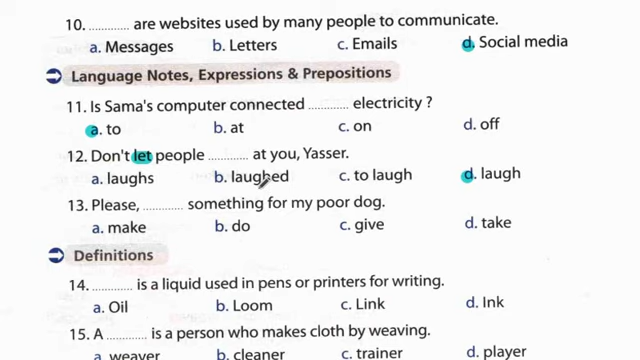 10. ............ are websites used by many people to communicate.
a. Messages b. Letters c. Emails d. Social media
Language Notes, Expressions & Prepositions
11. Is Sama's computer connected ............ electricity ?
a. to b. at c. on d. off
12. Don't let people ............ at you, Yasser.
a. laughs b. laughed c. to laugh d. laugh
13. Please, ............ something for my poor dog.
a. make b. do c. give d. take
Definitions
14. ............ is a liquid used in pens or printers for writing.
a. Oil b. Loom c. Link d. Ink
15. A ............ is a person who makes cloth by weaving.
a. weaver b. cleaner c. trainer d. player